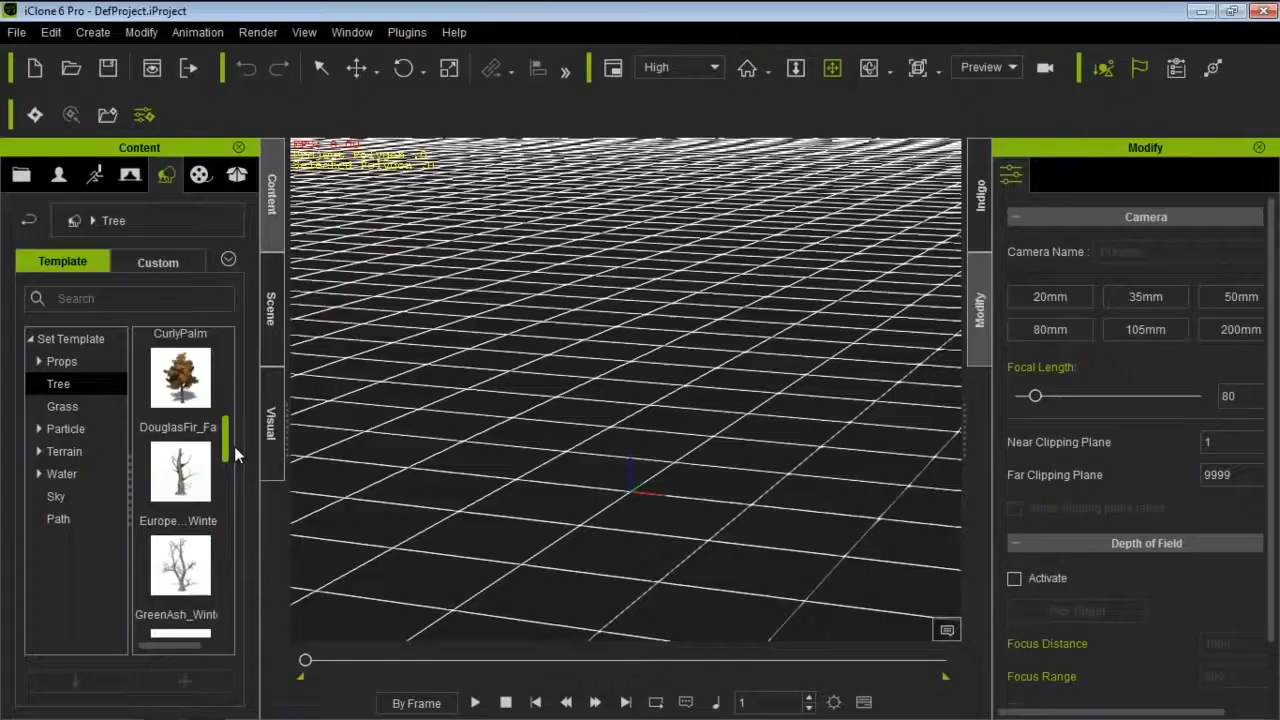 iClone 6 Pro - DefProject.iProject
File Edit Create Modify Animation Render View Window Plugins Help
High
Preview
Content
Modify
Tree
Template
Custom
Search
Set Template
Props
Tree
Grass
Particle
Terrain
Water
Sky
Path
CurlyPalm
DouglasFir_Fa
Europe...Winte
GreenAsh_Wint
Content
Scene
Visual
Indigo
Modify
Camera
Camera Name :
20mm 35mm 50mm
80mm 105mm 200mm
Focal Length:
80
Near Clipping Plane 1
Far Clipping Plane 9999
Depth of Field
Activate
Pick Target
Focus Distance
Focus Range
By Frame
1